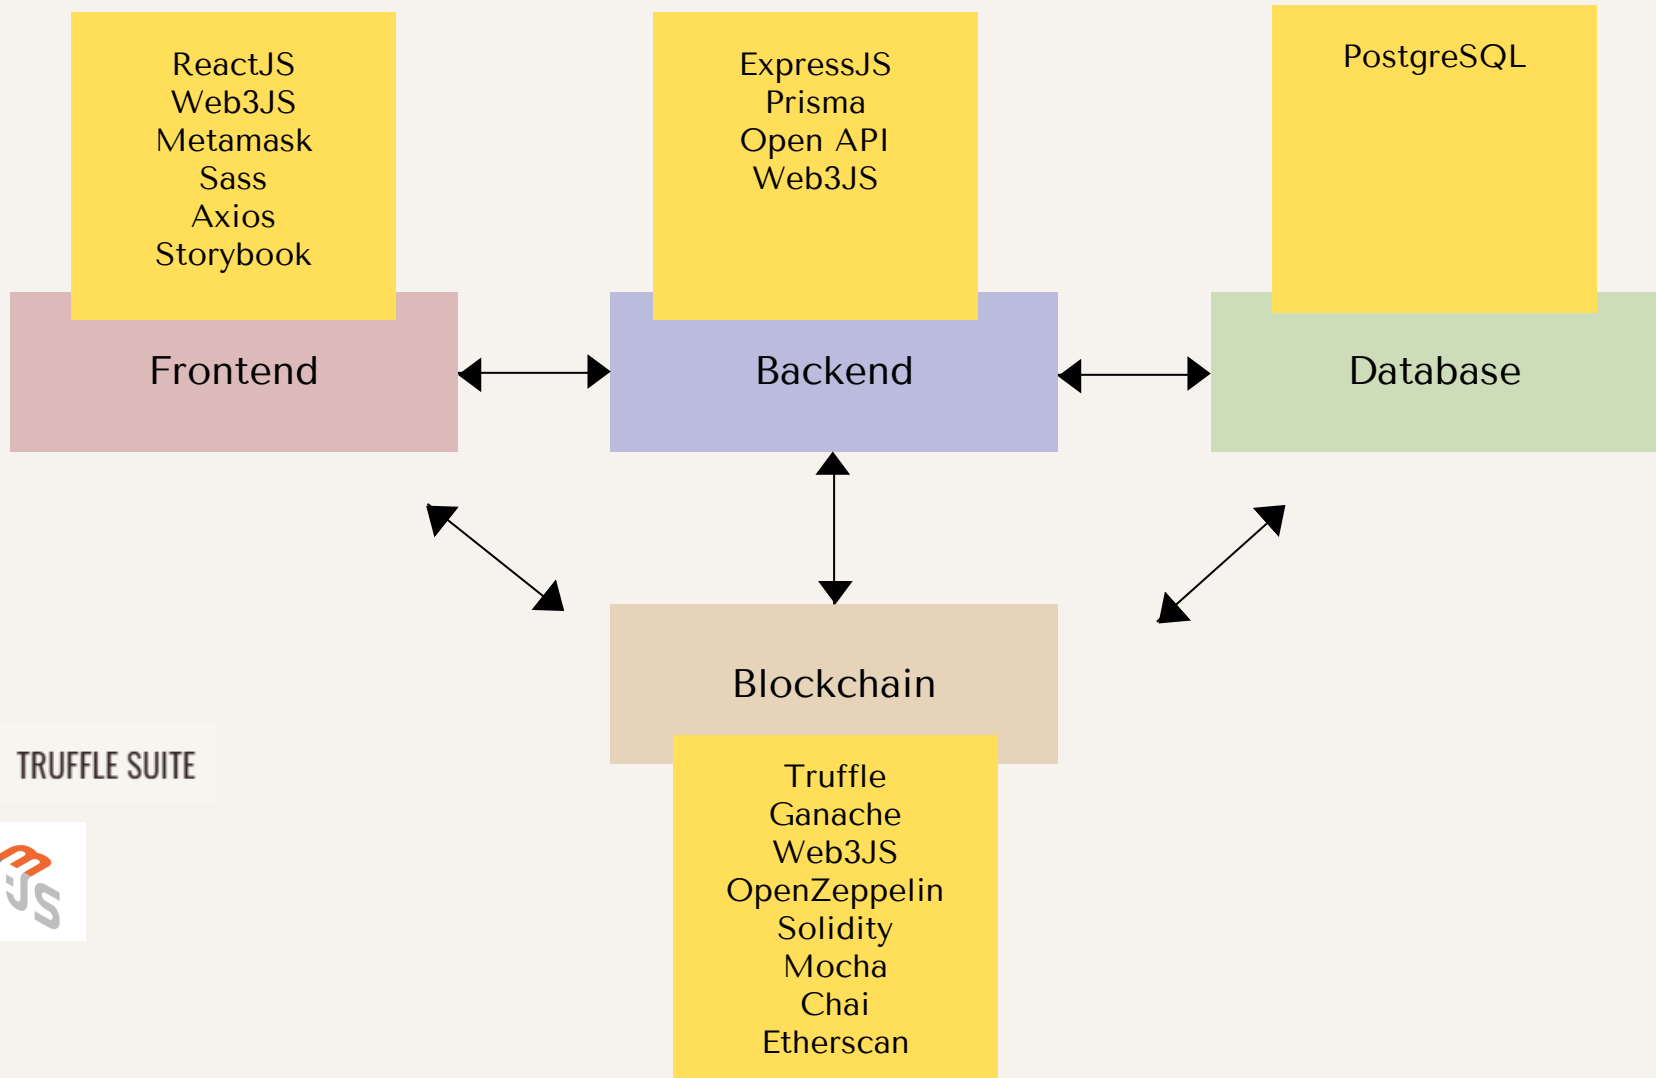 ReactJS
Web3JS
Metamask
Sass
Axios
Storybook
ExpressJS
Prisma
Open API
Web3JS
PostgreSQL
Frontend
Backend
Database
Blockchain
Truffle
Ganache
Web3JS
OpenZeppelin
Solidity
Mocha
Chai
Etherscan
TRUFFLE SUITE
JS